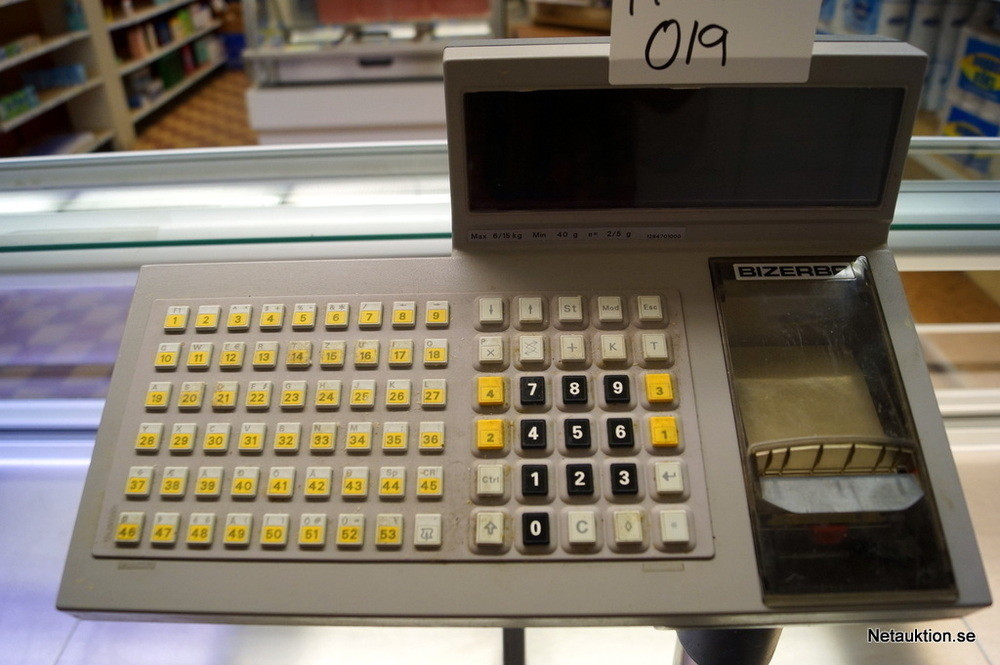 019
Max 6/15 kg Min 40 g e= 2/5 g
BIZERBA
1 2 3 4 5 6 7 8 9
St Mod Esc
10 11 12 13 14 15 16 17 18
X + K T
19 20 21 22 23 24 25 26 27
4 7 8 9 3
28 29 30 31 32 33 34 35 36
2 4 5 6 1
37 38 39 40 41 42 43 44 45
Sp CR
Ctrl 1 2 3
46 47 48 49 50 51 52 53
0 C
Netauktion.se